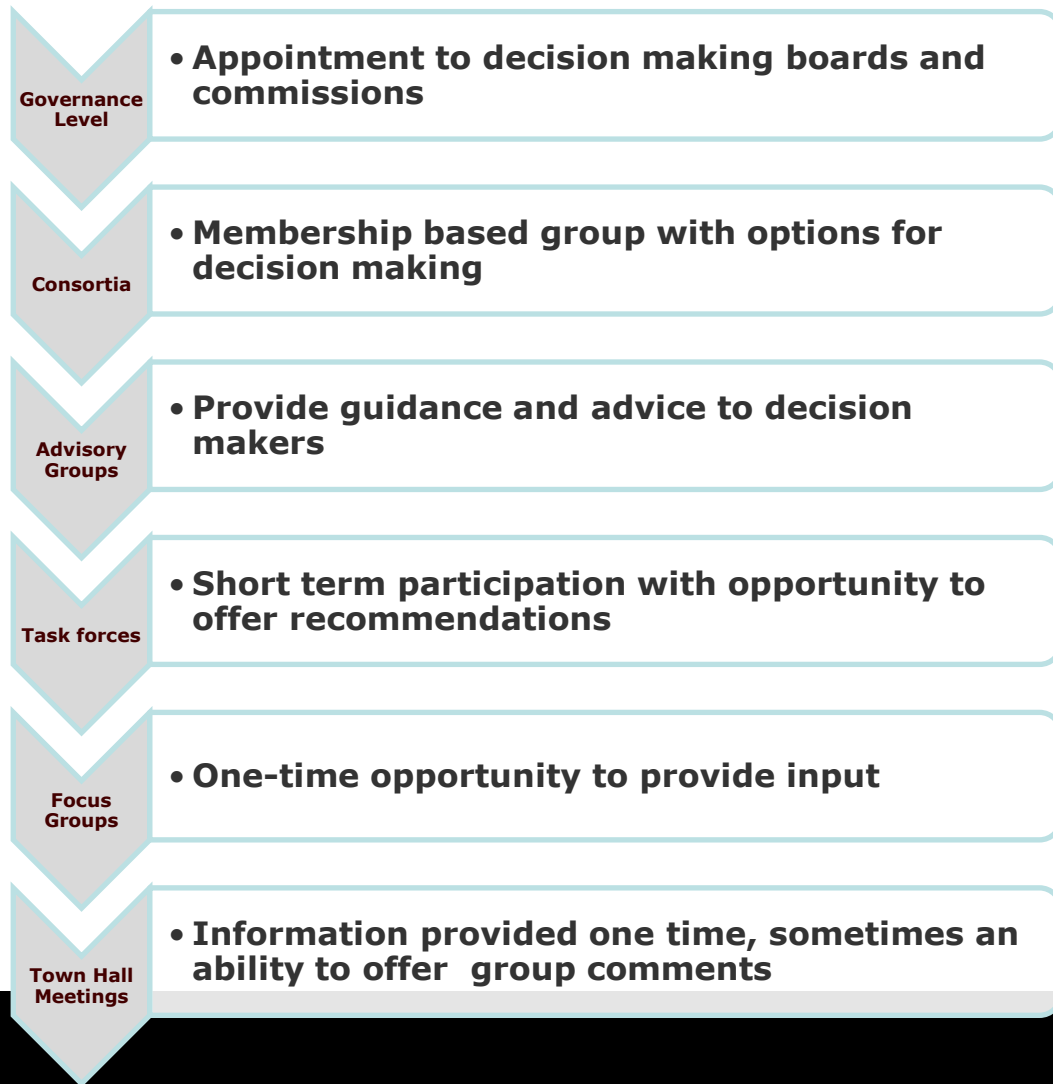 Governance
Level
• Appointment to decision making boards and
commissions
Consortia
• Membership based group with options for
decision making
Advisory
Groups
• Provide guidance and advice to decision
makers
Task forces
• Short term participation with opportunity to
offer recommendations
Focus
Groups
• One-time opportunity to provide input
Town Hall
Meetings
• Information provided one time, sometimes an
ability to offer  group comments